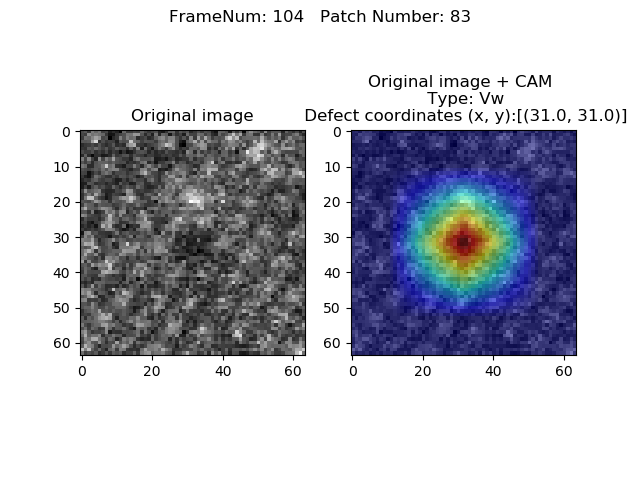 FrameNum: 104   Patch Number: 83
Original image + CAM
Type: Vw
Original image
Defect coordinates (x, y):[(31.0, 31.0)]
0
10
20
30
40
50
60
0 20 40 60
0
10
20
30
40
50
60
0 20 40 60